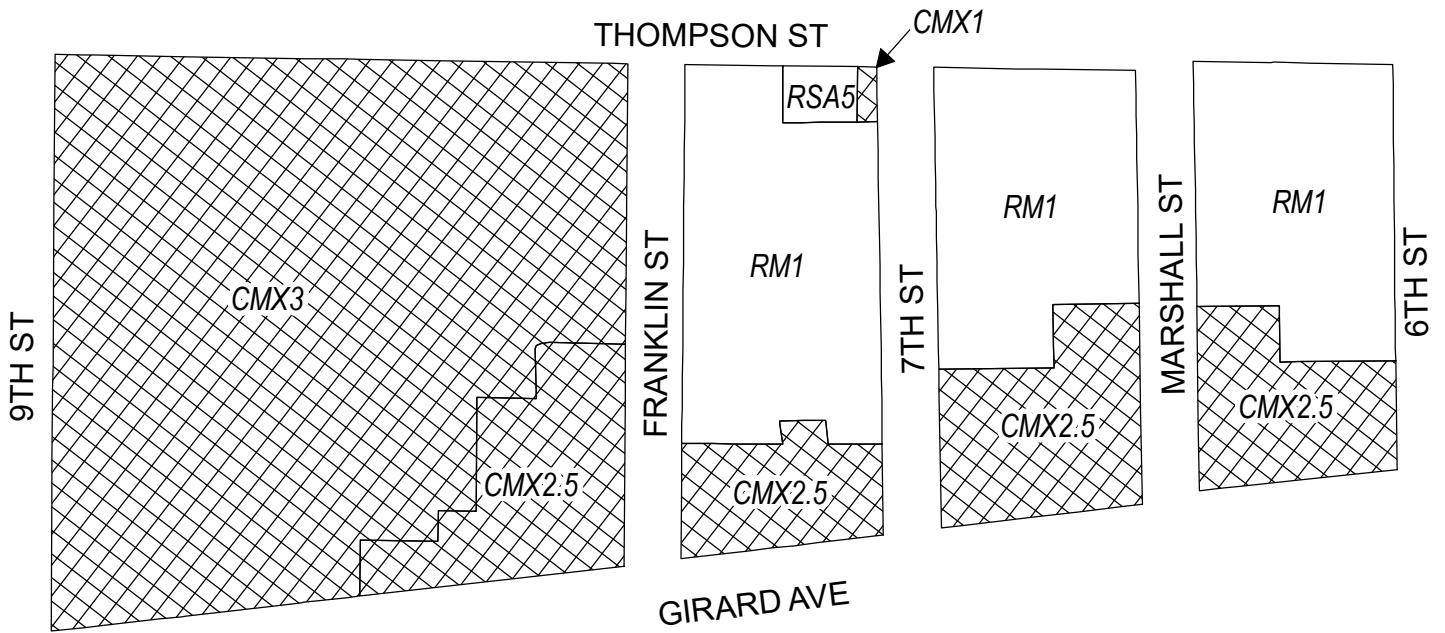 THOMPSON ST
CMX1
RSA5
9TH ST
CMX3
CMX2.5
FRANKLIN ST
RM1
CMX2.5
7TH ST
RM1
CMX2.5
MARSHALL ST
RM1
CMX2.5
6TH ST
GIRARD AVE